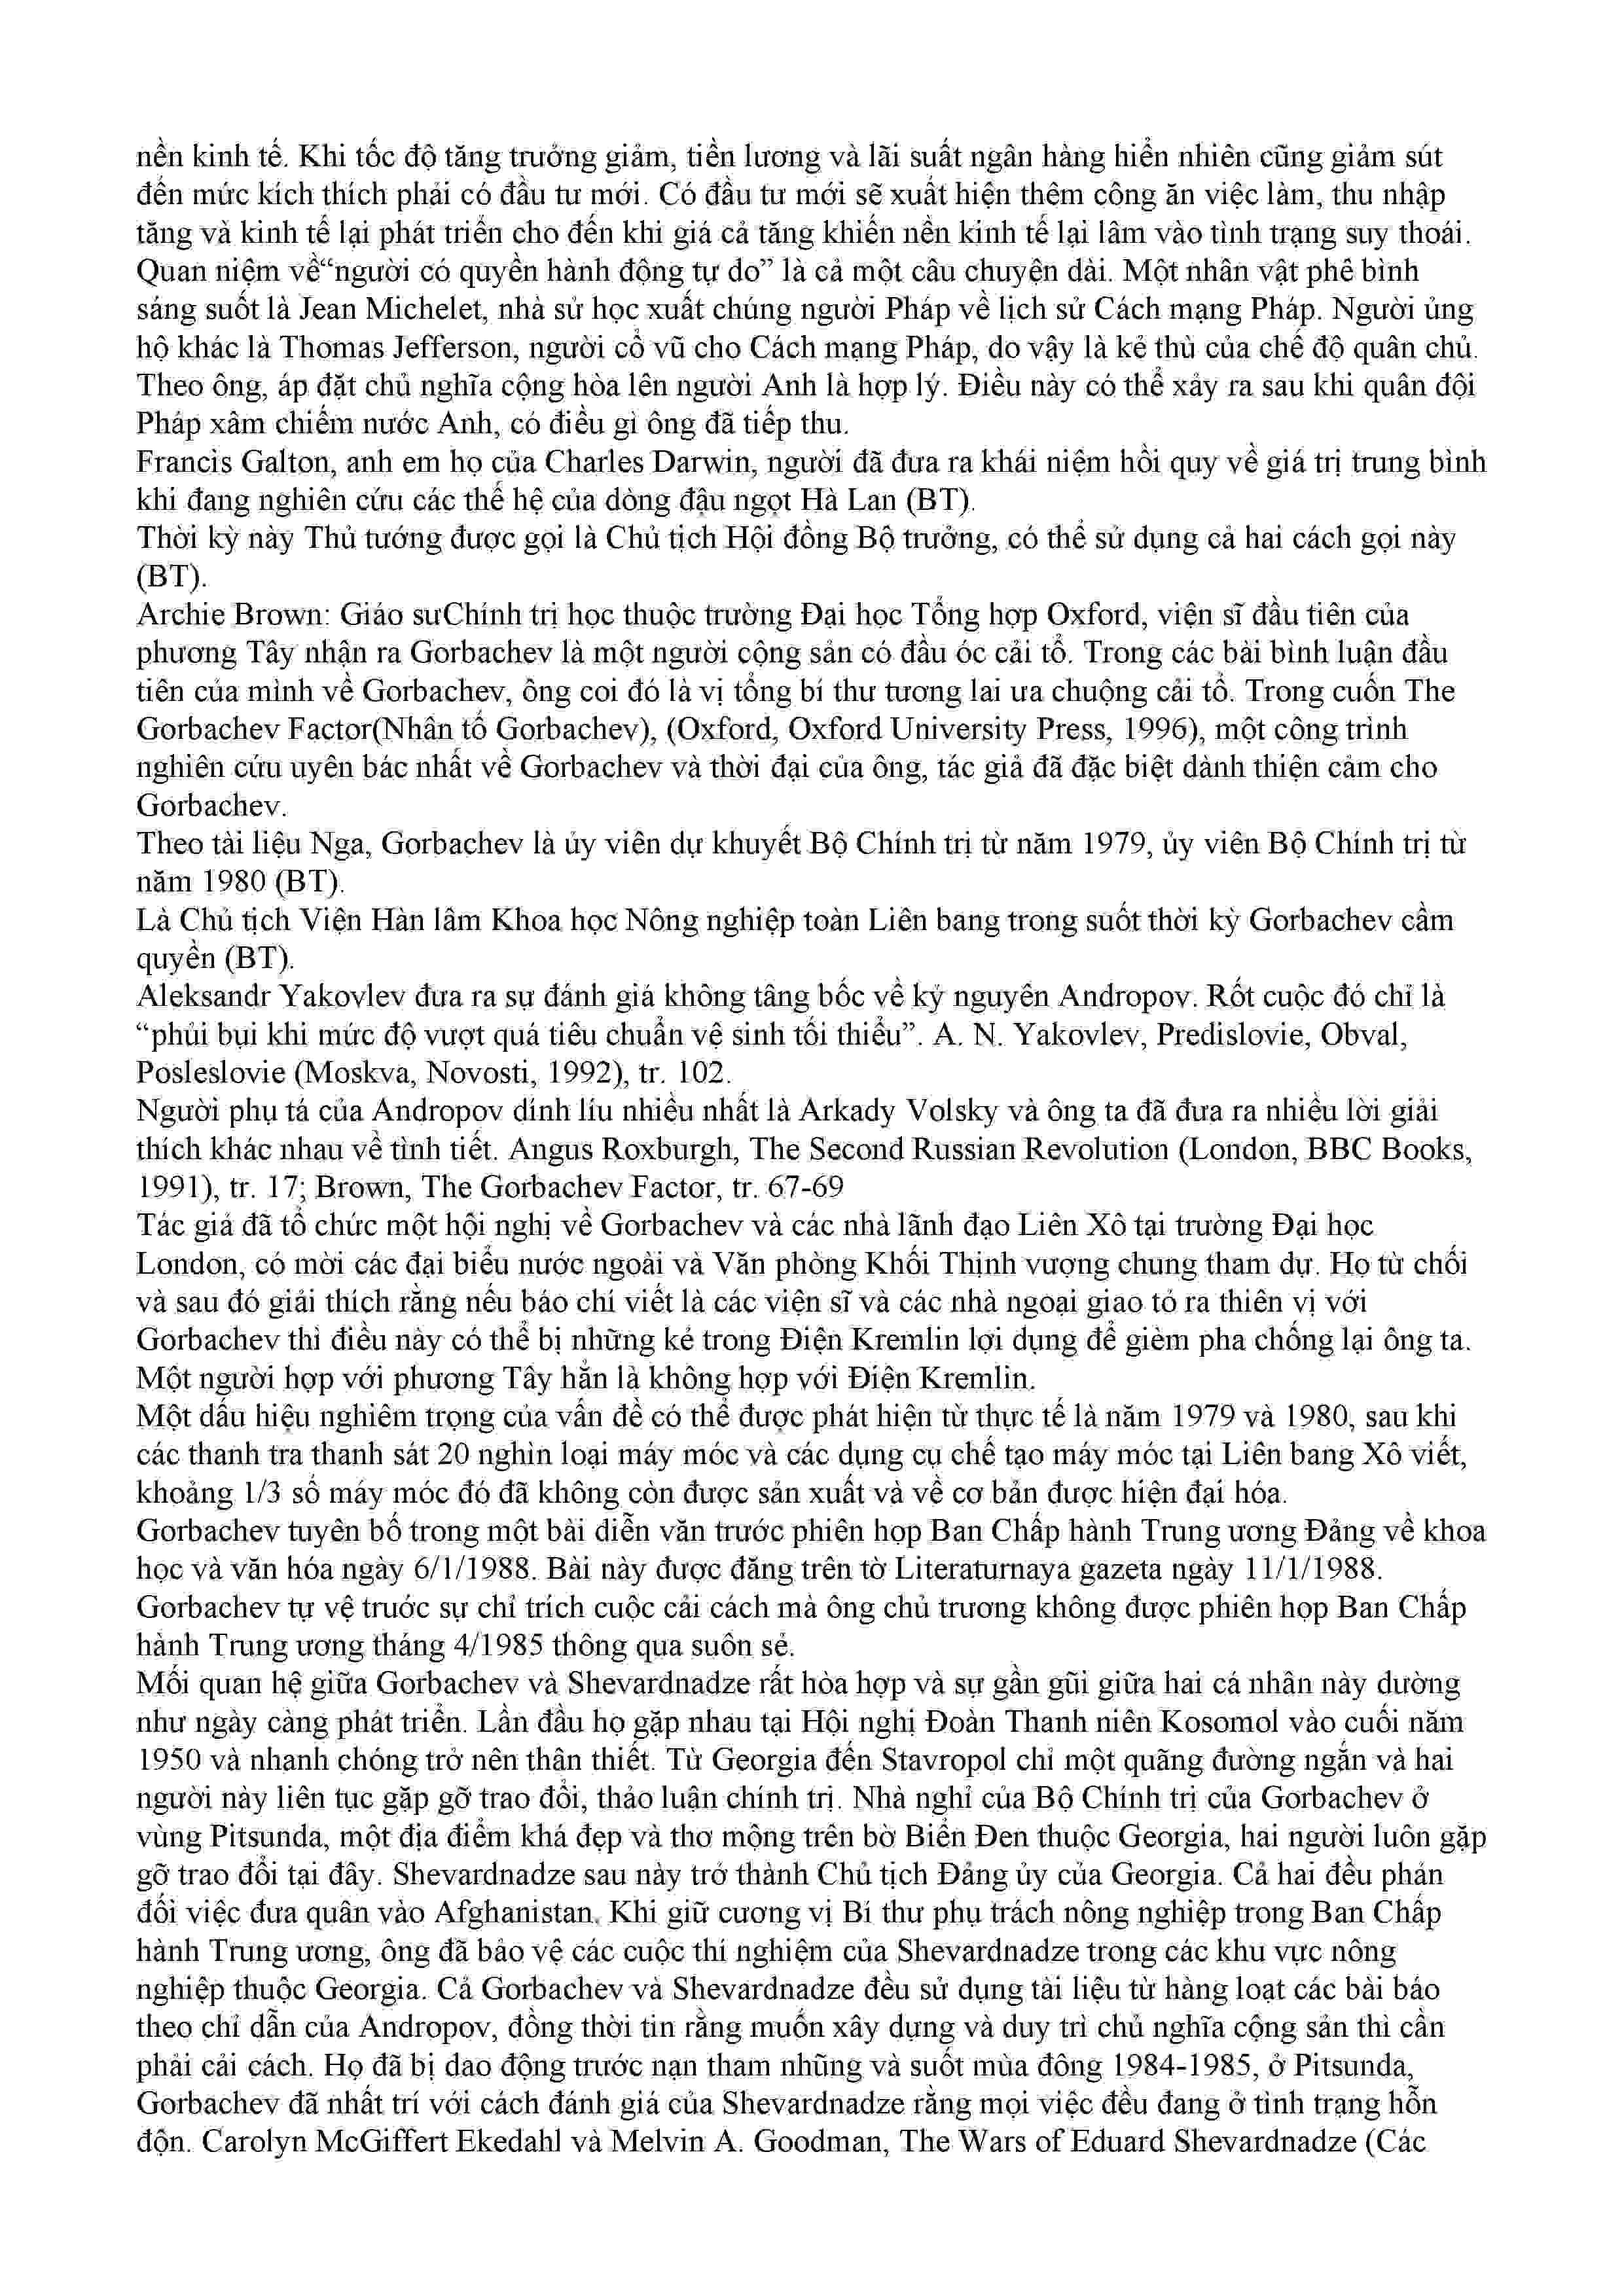 nền kinh tế. Khi tốc độ tăng trưởng giảm, tiền lương và lãi suất ngân hàng hiển nhiên cũng giảm sút
đến mức kích thích phải có đầu tư mới. Có đầu tư mới sẽ xuất hiện thêm công ăn việc làm, thu nhập
tăng và kinh tế lại phát triển cho đến khi giá cả tăng khiến nền kinh tế lại lâm vào tình trạng suy thoái.
Quan niệm về“người có quyền hành động tự do” là cả một câu chuyện dài. Một nhân vật phê bình
sáng suốt là Jean Michelet, nhà sử học xuất chúng người Pháp về lịch sử Cách mạng Pháp. Người ủng
hộ khác là Thomas Jefferson, người cổ vũ cho Cách mạng Pháp, do vậy là kẻ thù của chế độ quân chủ.
Theo ông, áp đặt chủ nghĩa cộng hòa lên người Anh là hợp lý. Điều này có thể xảy ra sau khi quân đội
Pháp xâm chiếm nước Anh, có điều gì ông đã tiếp thu.
Francis Galton, anh em họ của Charles Darwin, người đã đưa ra khái niệm hồi quy về giá trị trung bình
khi đang nghiên cứu các thế hệ của dòng đậu ngọt Hà Lan (BT).
Thời kỳ này Thủ tướng được gọi là Chủ tịch Hội đồng Bộ trưởng, có thể sử dụng cả hai cách gọi này
(BT).
Archie Brown: Giáo sưChính trị học thuộc trường Đại học Tổng hợp Oxford, viện sĩ đầu tiên của
phương Tây nhận ra Gorbachev là một người cộng sản có đầu óc cải tổ. Trong các bài bình luận đầu
tiên của mình về Gorbachev, ông coi đó là vị tổng bí thư tương lai ưa chuộng cải tổ. Trong cuốn The
Gorbachev Factor(Nhân tố Gorbachev), (Oxford, Oxford University Press, 1996), một công trình
nghiên cứu uyên bác nhất về Gorbachev và thời đại của ông, tác giả đã đặc biệt dành thiện cảm cho
Gorbachev.
Theo tài liệu Nga, Gorbachev là ủy viên dự khuyết Bộ Chính trị từ năm 1979, ủy viên Bộ Chính trị từ
năm 1980 (BT).
Là Chủ tịch Viện Hàn lâm Khoa học Nông nghiệp toàn Liên bang trong suốt thời kỳ Gorbachev cầm
quyền (BT).
Aleksandr Yakovlev đưa ra sự đánh giá không tâng bốc về kỷ nguyên Andropov. Rốt cuộc đó chỉ là
“phủi bụi khi mức độ vượt quá tiêu chuẩn vệ sinh tối thiểu”. A. N. Yakovlev, Predislovie, Obval,
Posleslovie (Moskva, Novosti, 1992), tr. 102.
Người phụ tá của Andropov dính líu nhiều nhất là Arkady Volsky và ông ta đã đưa ra nhiều lời giải
thích khác nhau về tình tiết. Angus Roxburgh, The Second Russian Revolution (London, BBC Books,
1991), tr. 17; Brown, The Gorbachev Factor, tr. 67-69
Tác giả đã tổ chức một hội nghị về Gorbachev và các nhà lãnh đạo Liên Xô tại trường Đại học
London, có mời các đại biểu nước ngoài và Văn phòng Khối Thịnh vượng chung tham dự. Họ từ chối
và sau đó giải thích rằng nếu báo chí viết là các viện sĩ và các nhà ngoại giao tỏ ra thiên vị với
Gorbachev thì điều này có thể bị những kẻ trong Điện Kremlin lợi dụng để gièm pha chống lại ông ta.
Một người hợp với phương Tây hẳn là không hợp với Điện Kremlin.
Một dấu hiệu nghiêm trọng của vấn đề có thể được phát hiện từ thực tế là năm 1979 và 1980, sau khi
các thanh tra thanh sát 20 nghìn loại máy móc và các dụng cụ chế tạo máy móc tại Liên bang Xô viết,
khoảng 1/3 số máy móc đó đã không còn được sản xuất và về cơ bản được hiện đại hóa.
Gorbachev tuyên bố trong một bài diễn văn trước phiên họp Ban Chấp hành Trung ương Đảng về khoa
học và văn hóa ngày 6/1/1988. Bài này được đăng trên tờ Literaturnaya gazeta ngày 11/1/1988.
Gorbachev tự vệ trước sự chỉ trích cuộc cải cách mà ông chủ trương không được phiên họp Ban Chấp
hành Trung ương tháng 4/1985 thông qua suôn sẻ.
Mối quan hệ giữa Gorbachev và Shevardnadze rất hòa hợp và sự gần gũi giữa hai cá nhân này dường
như ngày càng phát triển. Lần đầu họ gặp nhau tại Hội nghị Đoàn Thanh niên Kosomol vào cuối năm
1950 và nhanh chóng trở nên thân thiết. Từ Georgia đến Stavropol chỉ một quãng đường ngắn và hai
người này liên tục gặp gỡ trao đổi, thảo luận chính trị. Nhà nghỉ của Bộ Chính trị của Gorbachev ở
vùng Pitsunda, một địa điểm khá đẹp và thơ mộng trên bờ Biển Đen thuộc Georgia, hai người luôn gặp
gỡ trao đổi tại đây. Shevardnadze sau này trở thành Chủ tịch Đảng ủy của Georgia. Cả hai đều phản
đối việc đưa quân vào Afghanistan. Khi giữ cương vị Bí thư phụ trách nông nghiệp trong Ban Chấp
hành Trung ương, ông đã bảo vệ các cuộc thí nghiệm của Shevardnadze trong các khu vực nông
nghiệp thuộc Georgia. Cả Gorbachev và Shevardnadze đều sử dụng tài liệu từ hàng loạt các bài báo
theo chỉ dẫn của Andropov, đồng thời tin rằng muốn xây dựng và duy trì chủ nghĩa cộng sản thì cần
phải cải cách. Họ đã bị dao động trước nạn tham nhũng và suốt mùa đông 1984-1985, ở Pitsunda,
Gorbachev đã nhất trí với cách đánh giá của Shevardnadze rằng mọi việc đều đang ở tình trạng hỗn
độn. Carolyn McGiffert Ekedahl và Melvin A. Goodman, The Wars of Eduard Shevardnadze (Các